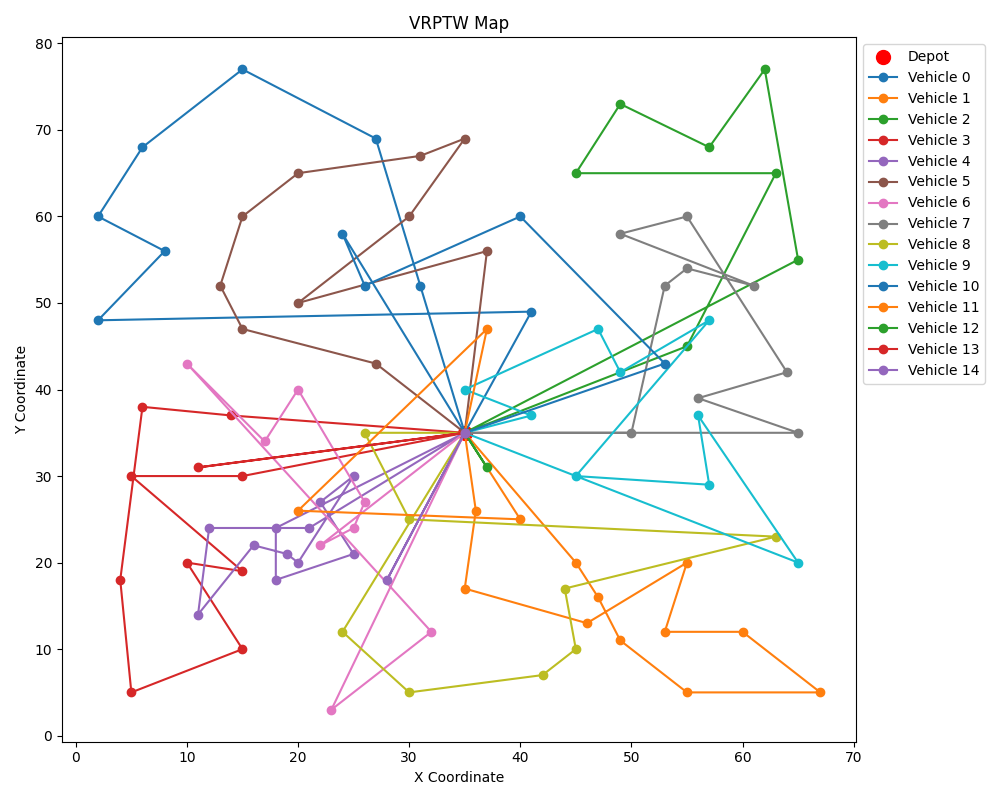 VRPTW Map
80
70
60
50
40
30
20
10
0
Y Coordinate
0 10 20 30 40 50 60 70
X Coordinate
Depot
Vehicle 0
Vehicle 1
Vehicle 2
Vehicle 3
Vehicle 4
Vehicle 5
Vehicle 6
Vehicle 7
Vehicle 8
Vehicle 9
Vehicle 10
Vehicle 11
Vehicle 12
Vehicle 13
Vehicle 14